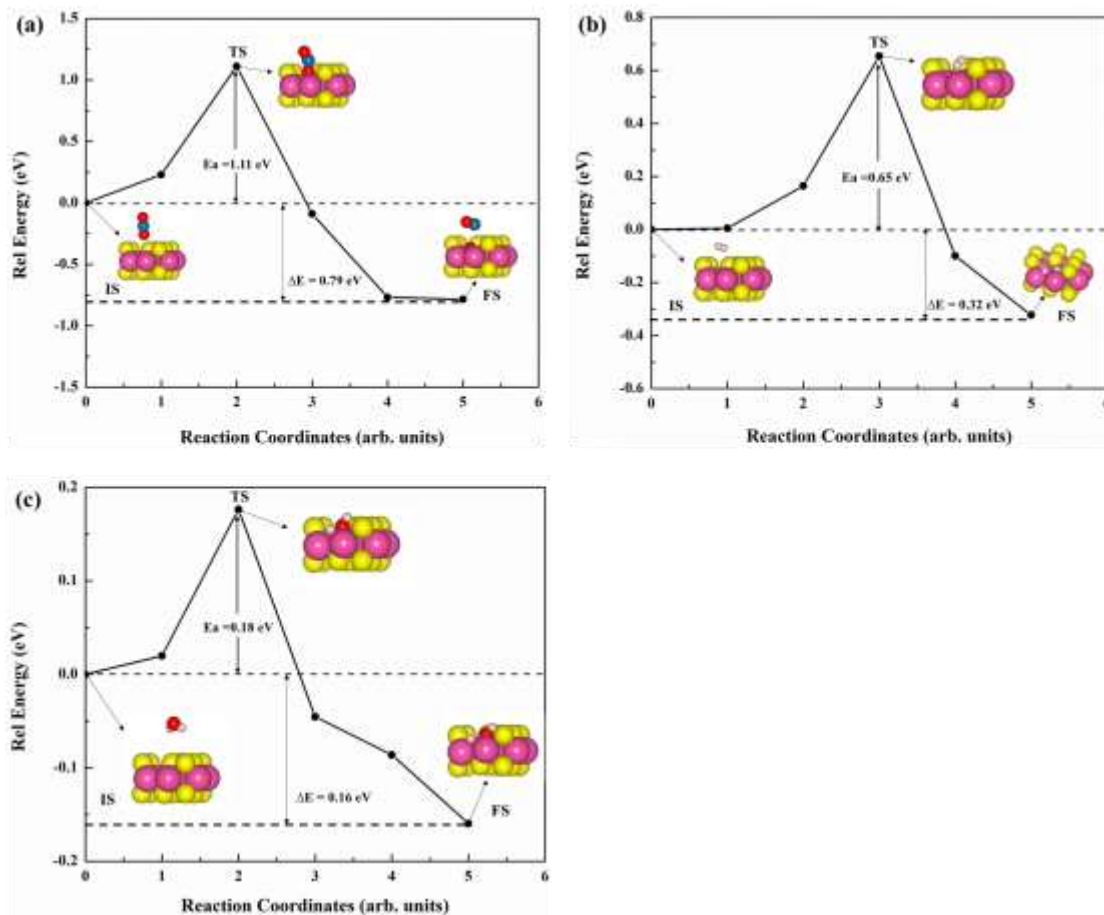 (a)
1.5
1.0
0.5
0.0
-0.5
-1.0
-1.5
Rel Energy (eV)
TS
Ea =1.11 eV
IS
ΔE = 0.79 eV
FS
0 1 2 3 4 5 6
Reaction Coordinates (arb. units)
(b)
0.8
0.6
0.4
0.2
0.0
-0.2
-0.4
-0.6
Rel Energy (eV)
TS
Ea =0.65 eV
IS
ΔE = 0.32 eV
FS
0 1 2 3 4 5 6
Reaction Coordinates (arb. units)
(c)
0.2
0.1
0.0
-0.1
-0.2
Rel Energy (eV)
TS
Ea =0.18 eV
IS
ΔE = 0.16 eV
FS
0 1 2 3 4 5 6
Reaction Coordinates (arb. units)